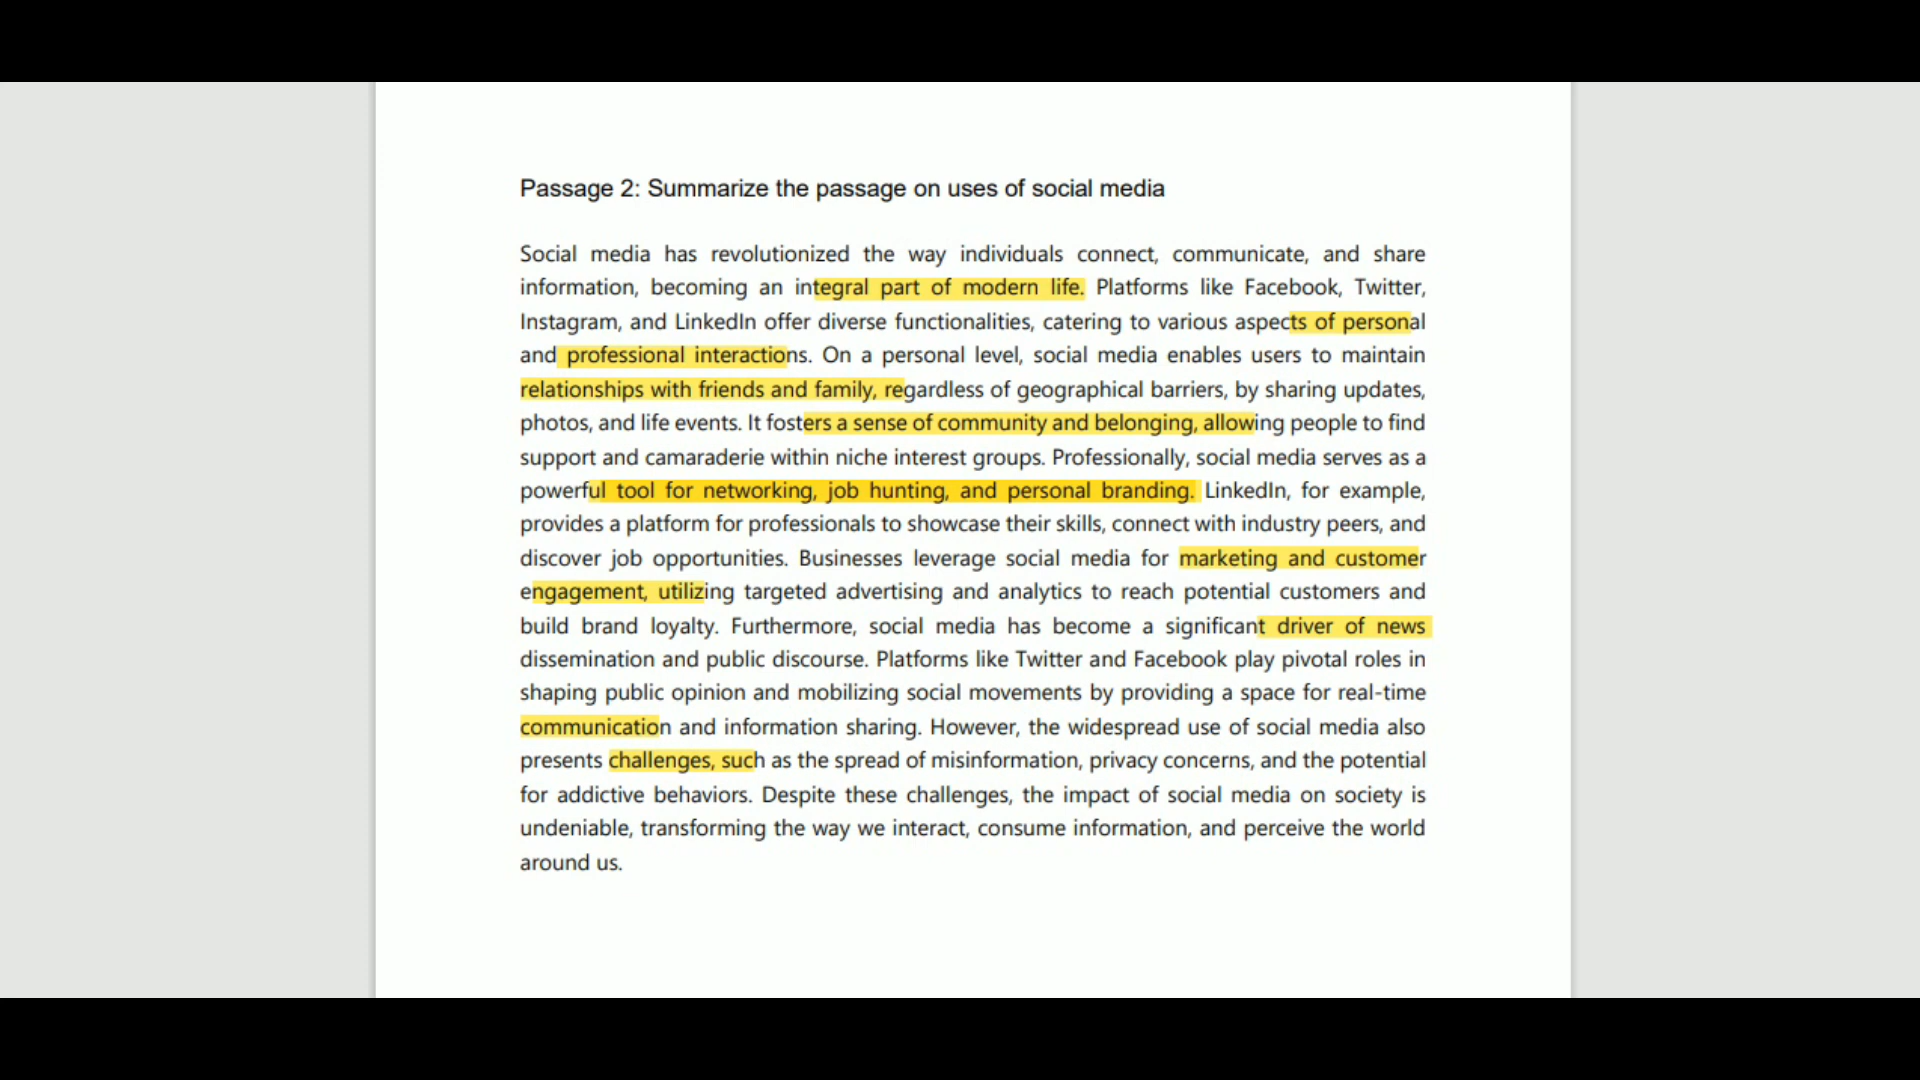 Passage 2: Summarize the passage on uses of social media
Social media has revolutionized the way individuals connect, communicate, and share
information, becoming an integral part of modern life. Platforms like Facebook, Twitter,
Instagram, and LinkedIn offer diverse functionalities, catering to various aspects of personal
and professional interactions. On a personal level, social media enables users to maintain
relationships with friends and family, regardless of geographical barriers, by sharing updates,
photos, and life events. It fosters a sense of community and belonging, allowing people to find
support and camaraderie within niche interest groups. Professionally, social media serves as a
powerful tool for networking, job hunting, and personal branding. LinkedIn, for example,
provides a platform for professionals to showcase their skills, connect with industry peers, and
discover job opportunities. Businesses leverage social media for marketing and customer
engagement, utilizing targeted advertising and analytics to reach potential customers and
build brand loyalty. Furthermore, social media has become a significant driver of news
dissemination and public discourse. Platforms like Twitter and Facebook play pivotal roles in
shaping public opinion and mobilizing social movements by providing a space for real-time
communication and information sharing. However, the widespread use of social media also
presents challenges, such as the spread of misinformation, privacy concerns, and the potential
for addictive behaviors. Despite these challenges, the impact of social media on society is
undeniable, transforming the way we interact, consume information, and perceive the world
around us.